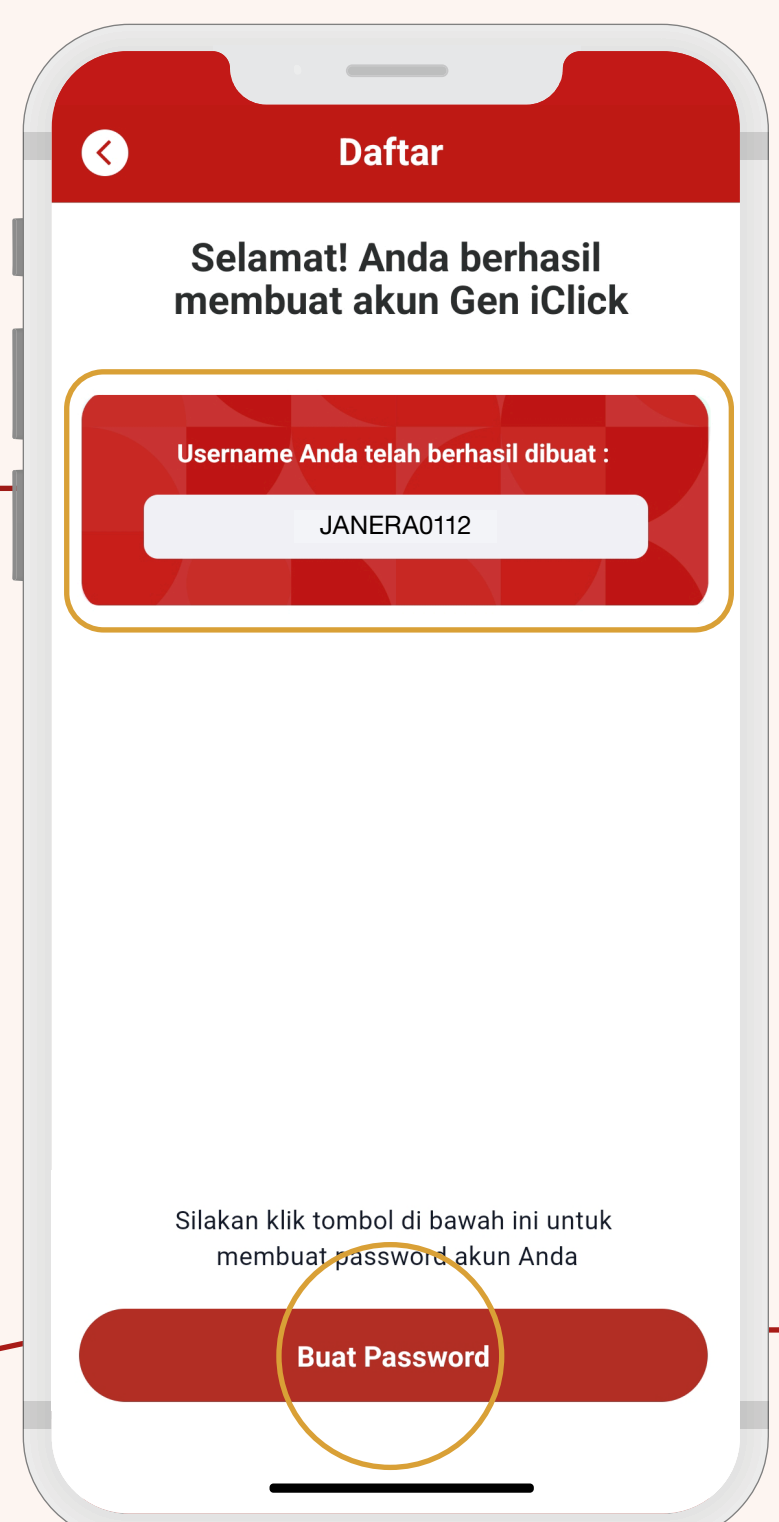 Daftar
Selamat! Anda berhasil
membuat akun Gen iClick
Username Anda telah berhasil dibuat :
JANERA0112
Silakan klik tombol di bawah ini untuk
membuat password akun Anda
Buat Password